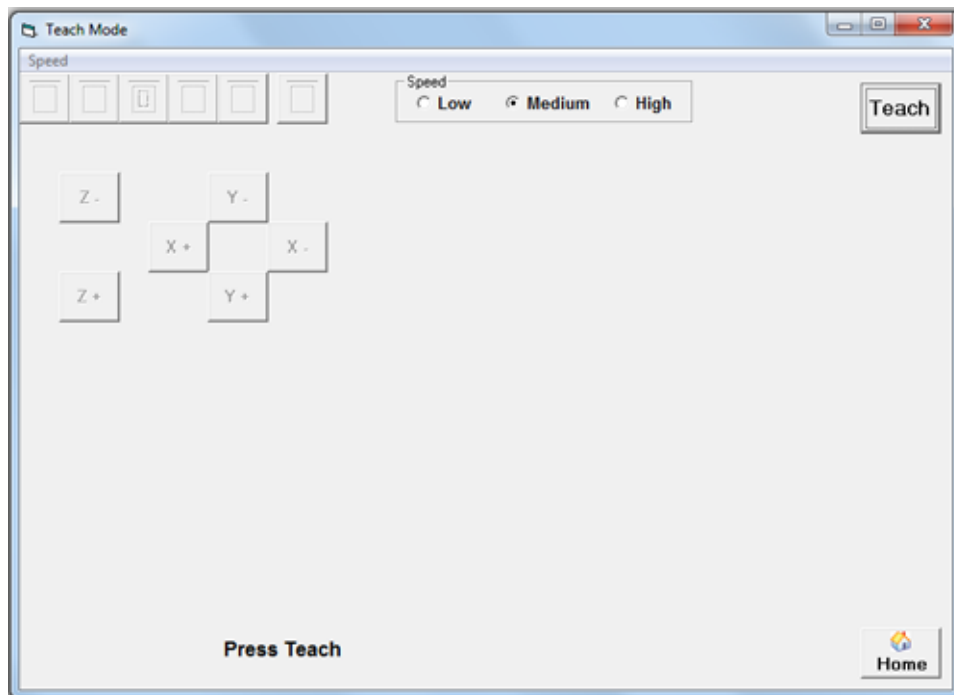 Teach Mode
Speed
Speed
Low Medium High
Teach
Z - Y -
X + X -
Z + Y +
Press Teach
Home